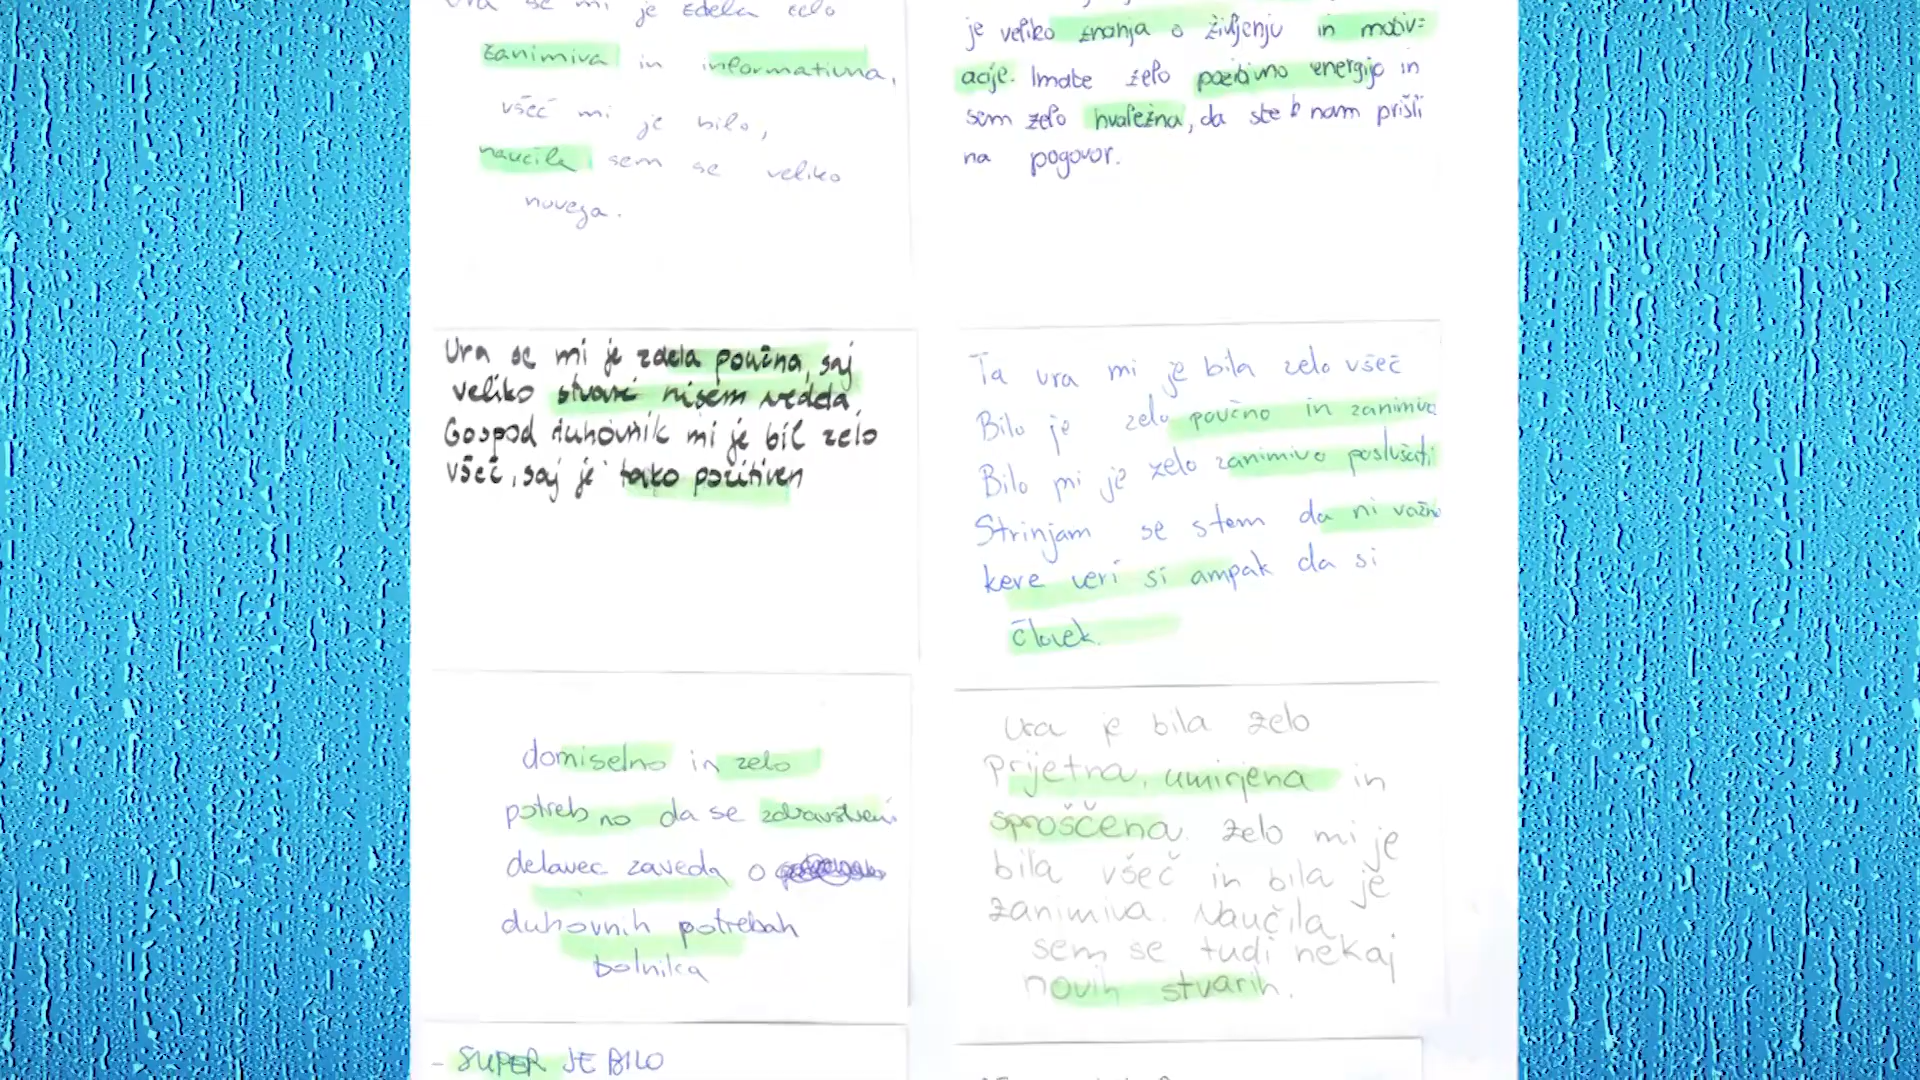 Ura se mi je zdela zelo
zanimiva in informativna,
všeč mi je bilo,
naučila sem se veliko
novega.
je veliko znanja o življenju in motiv-
acije. Imate zelo pozitivno energijo in
sem zelo hvaležna, da ste k nam prišli
na pogovor.
Ura se mi je zdela poučna, saj
veliko stvari nisem vedela.
Gospod duhovnik mi je bil zelo
všeč, saj je tako pozitiven
Ta ura mi je bila zelo všeč
Bilo je zelo poučno in zanimivo
Bilo mi je zelo zanimivo poslušati
Strinjam se s tem da ni važno
kere veri si ampak da si
človek.
domiselno in zelo
potrebno da se zdravstveni
delavec zaveda o
duhovnih potrebah
bolnika
Ura je bila zelo
prijetna, umirjena in
sproščena. Zelo mi je
bila všeč in bila je
zanimiva. Naučila
sem se tudi nekaj
novih stvarih.
- SUPER JE BILO